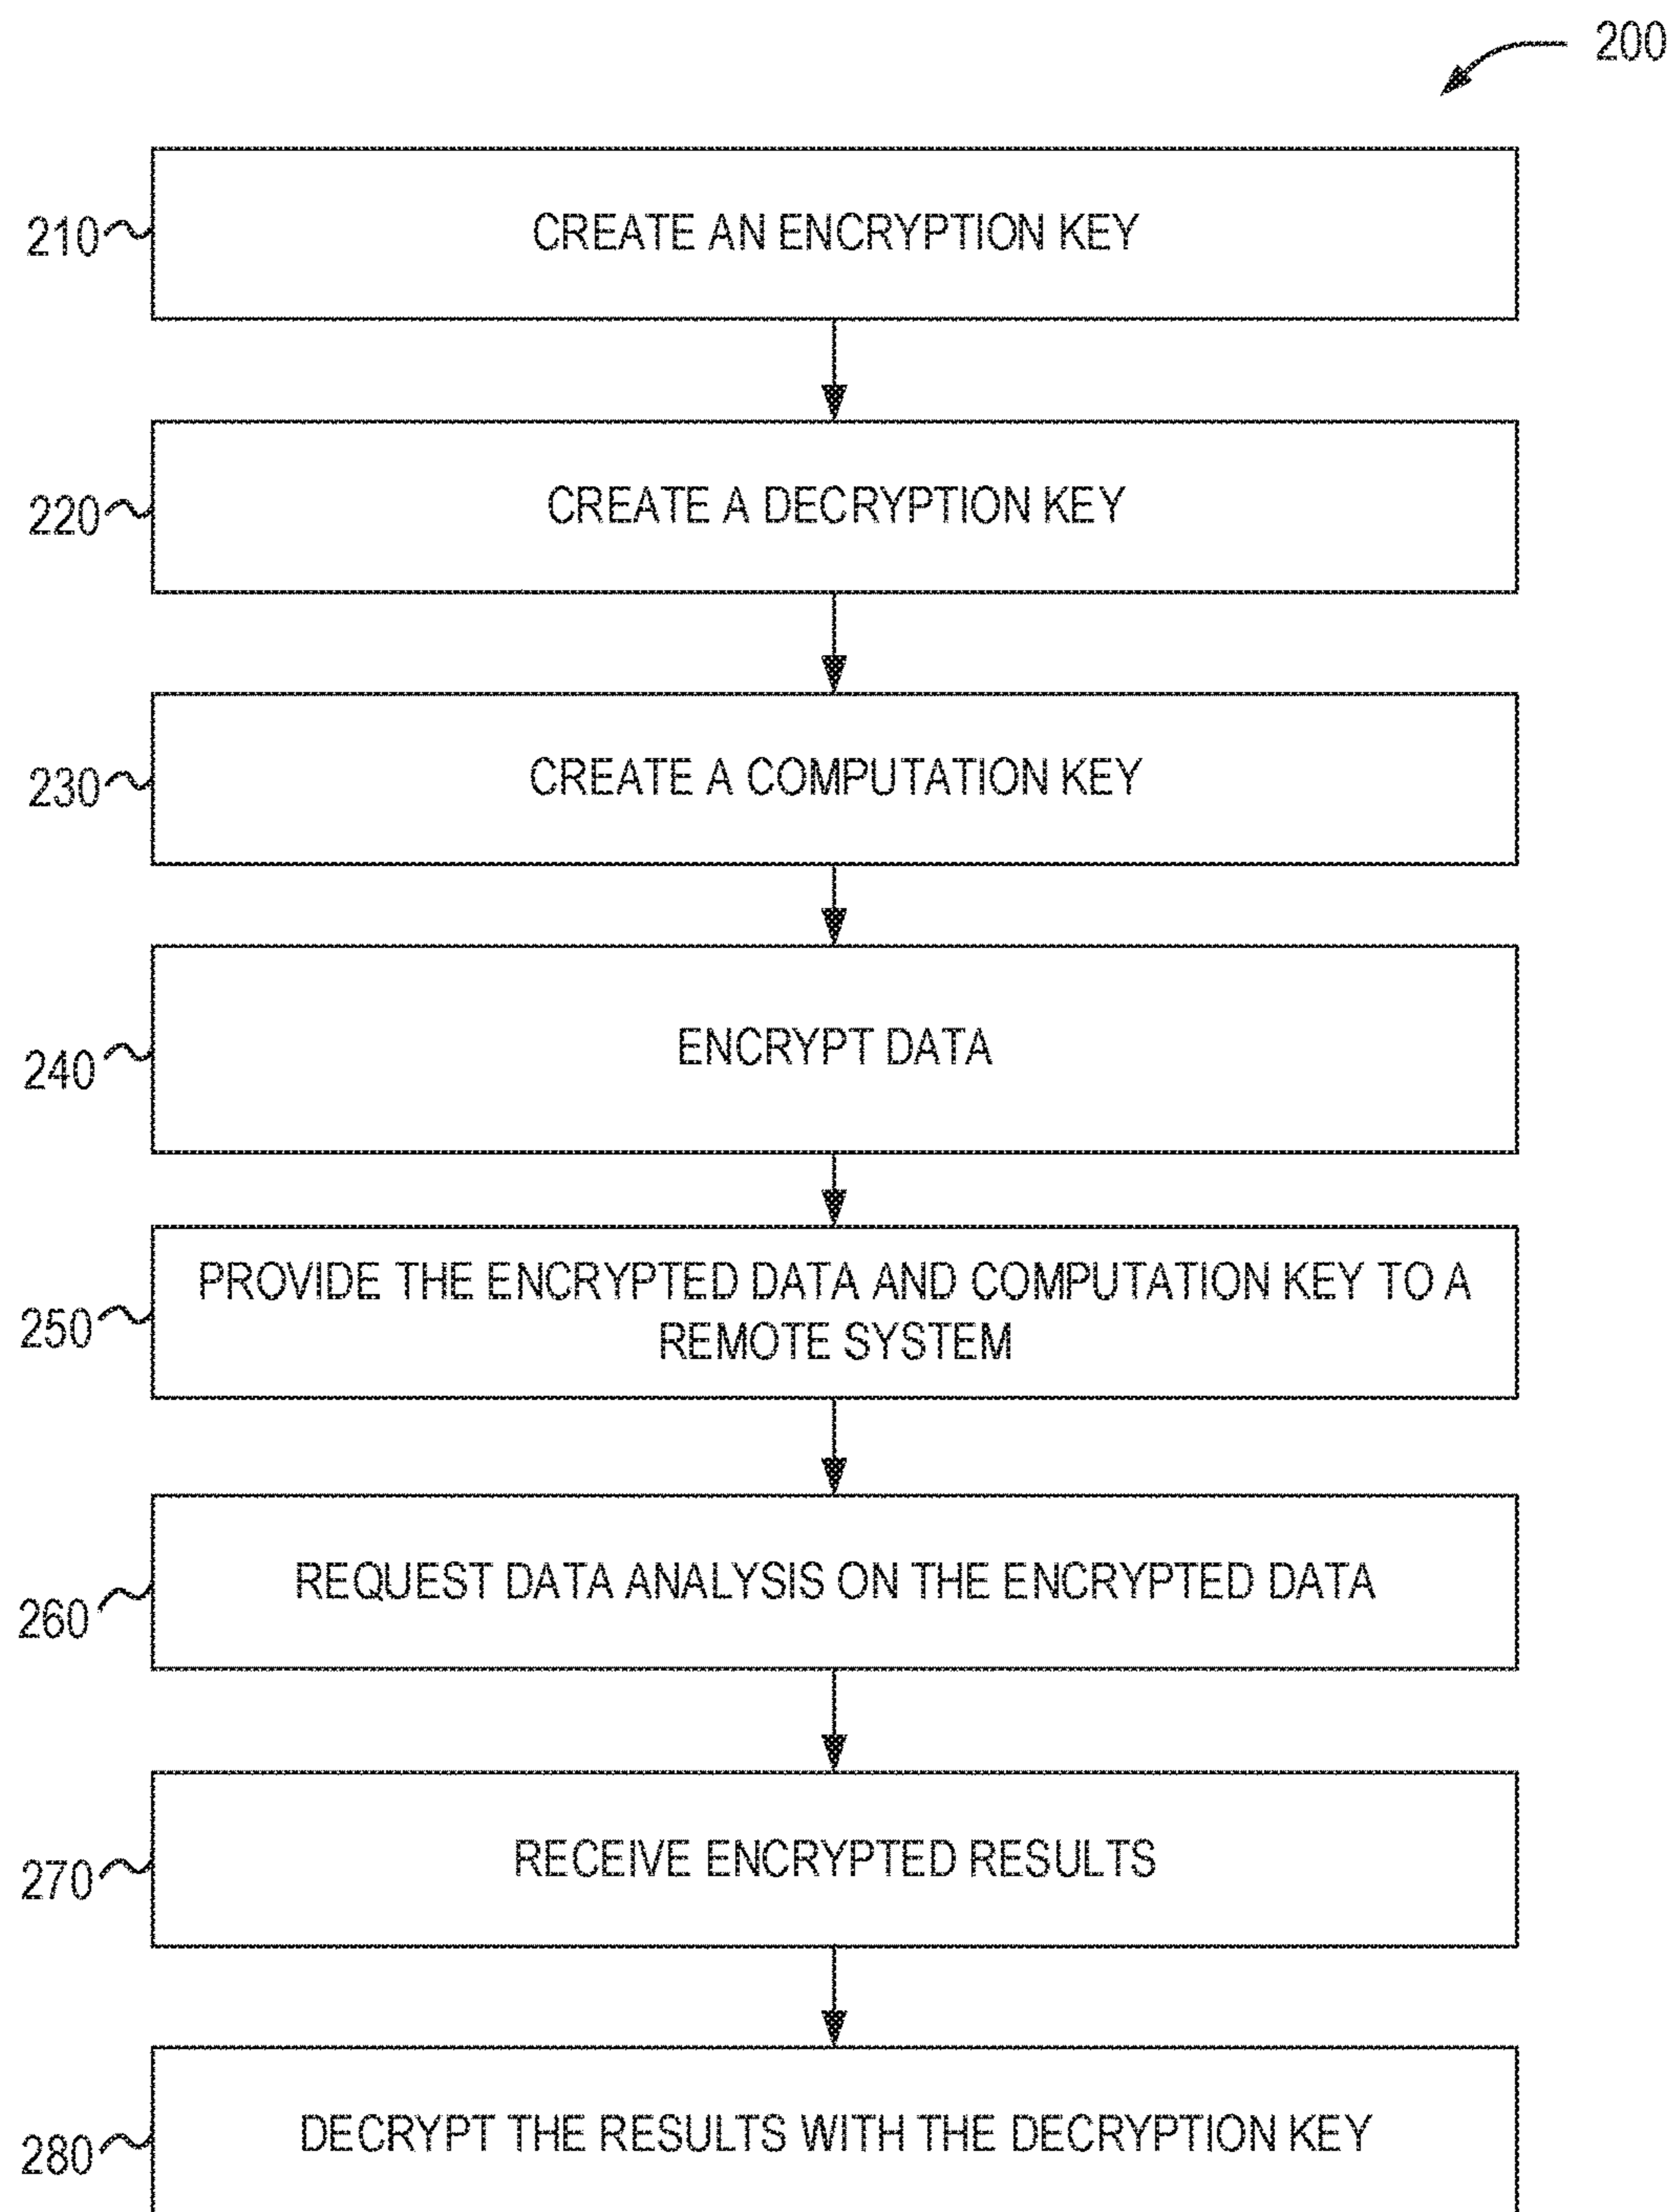 200
210
CREATE AN ENCRYPTION KEY
220
CREATE A DECRYPTION KEY
230
CREATE A COMPUTATION KEY
240
ENCRYPT DATA
250
PROVIDE THE ENCRYPTED DATA AND COMPUTATION KEY TO A
REMOTE SYSTEM
260
REQUEST DATA ANALYSIS ON THE ENCRYPTED DATA
270
RECEIVE ENCRYPTED RESULTS
280
DECRYPT THE RESULTS WITH THE DECRYPTION KEY